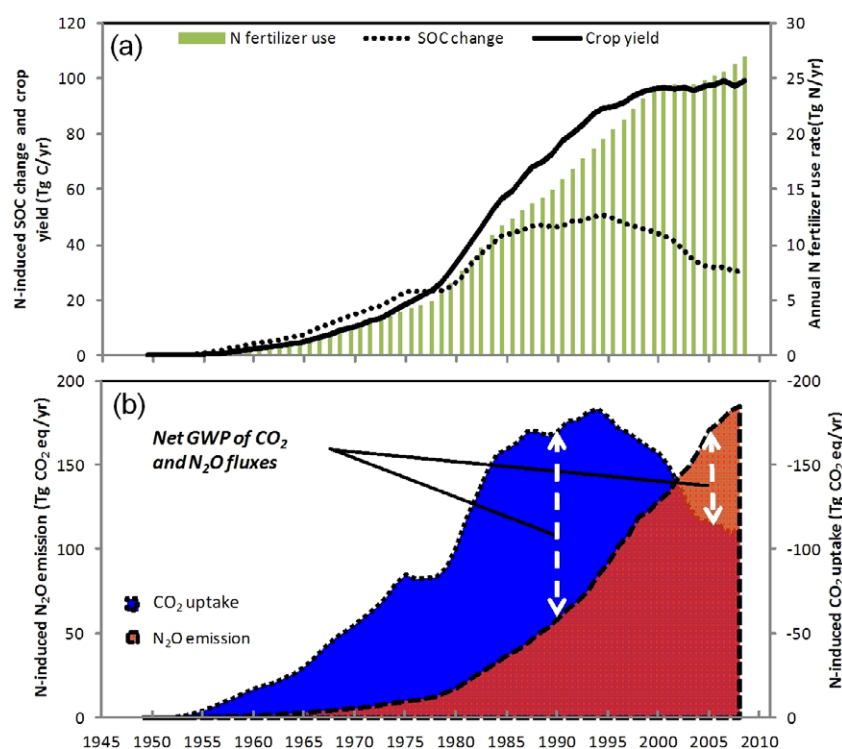 (a)
N fertilizer use
SOC change
Crop yield
N-induced SOC change and crop
yield (Tg C/yr)
120
100
80
60
40
20
0
30
25
20
15
10
5
0
Annual N fertilizer use rate(Tg N/yr)
(b)
Net GWP of CO2
and N2O fluxes
CO2 uptake
N2O emission
N-induced N2O emission (Tg CO2 eq/yr)
200
150
100
50
0
-200
-150
-100
-50
0
N-induced CO2 uptake (Tg CO2 eq/yr)
1945 1950 1955 1960 1965 1970 1975 1980 1985 1990 1995 2000 2005 2010